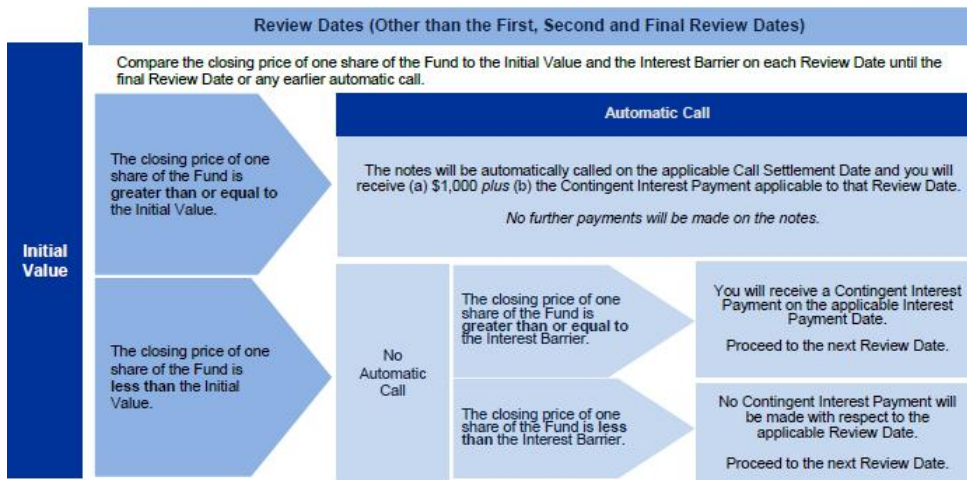 Review Dates (Other than the First, Second and Final Review Dates)
Compare the closing price of one share of the Fund to the Initial Value and the Interest Barrier on each Review Date until the
final Review Date or any earlier automatic call.
Initial
Value
The closing price of one
share of the Fund is
greater than or equal to
the Initial Value.
Automatic Call
The notes will be automatically called on the applicable Call Settlement Date and you will
receive (a) $1,000 plus (b) the Contingent Interest Payment applicable to that Review Date.
No further payments will be made on the notes.
The closing price of one
share of the Fund is
less than the Initial
Value.
No
Automatic
Call
The closing price of one
share of the Fund is
greater than or equal to
the Interest Barrier.
You will receive a Contingent Interest
Payment on the applicable Interest
Payment Date.
Proceed to the next Review Date.
The closing price of one
share of the Fund is less
than the Interest Barrier.
No Contingent Interest Payment will
be made with respect to the
applicable Review Date.
Proceed to the next Review Date.